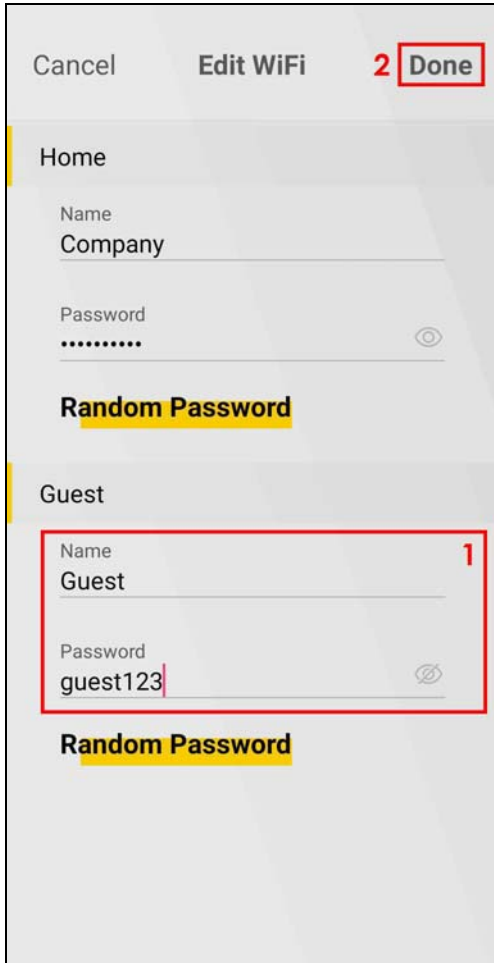 Cancel Edit WiFi 2 Done
Home
Name
Company
Password
••••••••••
Random Password
Guest
1
Name
Guest
Password
guest123
Random Password